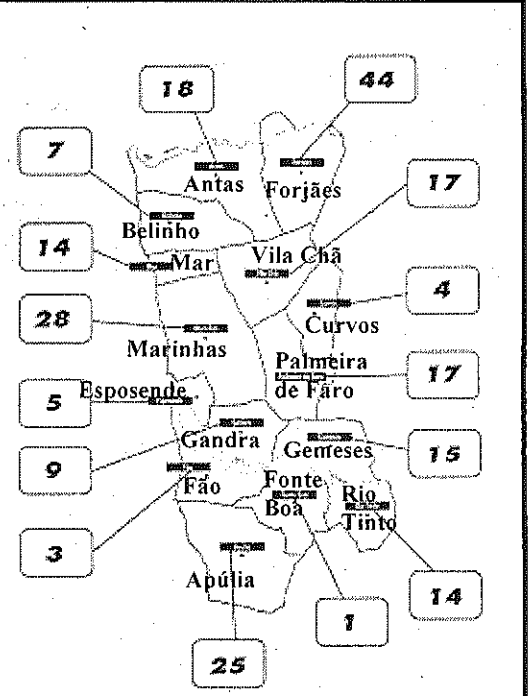 18
44
7
Antas
Forjães
17
Belinho
14
Mar
Vila Chã
4
28
Curvos
Marinhas
Palmeira
de Faro
17
Esposende
5
Gandra
Gemeses
15
9
Fão
Fonte
Boa
Rio
Tinto
3
Apúlia
14
1
25